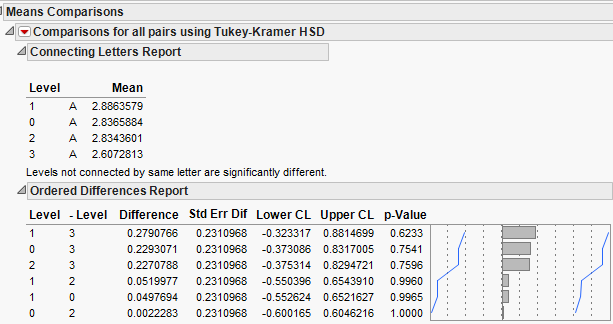 Means Comparisons
Comparisons for all pairs using Tukey-Kramer HSD
Connecting Letters Report
Level Mean
1 A 2.8863579
0 A 2.8365884
2 A 2.8343601
3 A 2.6072813
Levels not connected by same letter are significantly different.
Ordered Differences Report
Level - Level Difference Std Err Dif Lower CL Upper CL p-Value
1 3 0.2790766 0.2310968 -0.323317 0.8814699 0.6233
0 3 0.2293071 0.2310968 -0.373086 0.8317005 0.7541
2 3 0.2270788 0.2310968 -0.375314 0.8294721 0.7596
1 2 0.0519977 0.2310968 -0.550396 0.6543910 0.9960
1 0 0.0497694 0.2310968 -0.552624 0.6521627 0.9965
0 2 0.0022283 0.2310968 -0.600165 0.6046216 1.0000